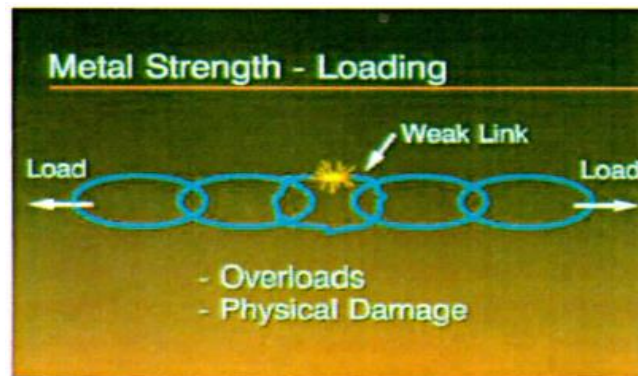 Metal Strength - Loading
Weak Link
Load
Load
- Overloads
- Physical Damage